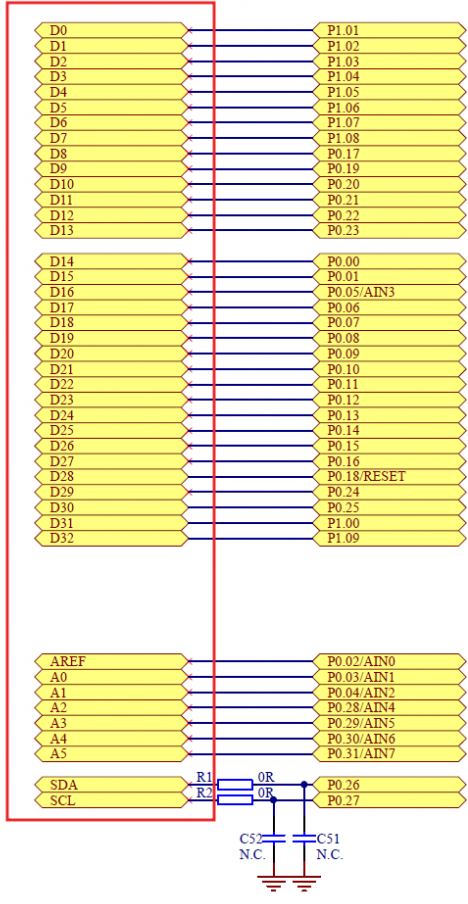 D0 P1.01
D1 P1.02
D2 P1.03
D3 P1.04
D4 P1.05
D5 P1.06
D6 P1.07
D7 P1.08
D8 P0.17
D9 P0.19
D10 P0.20
D11 P0.21
D12 P0.22
D13 P0.23
D14 P0.00
D15 P0.01
D16 P0.05/AIN3
D17 P0.06
D18 P0.07
D19 P0.08
D20 P0.09
D21 P0.10
D22 P0.11
D23 P0.12
D24 P0.13
D25 P0.14
D26 P0.15
D27 P0.16
D28 P0.18/RESET
D29 P0.24
D30 P0.25
D31 P1.00
D32 P1.09
AREF P0.02/AIN0
A0 P0.03/AIN1
A1 P0.04/AIN2
A2 P0.28/AIN4
A3 P0.29/AIN5
A4 P0.30/AIN6
A5 P0.31/AIN7
SDA R1 0R P0.26
SCL R2 0R P0.27
C52 C51
N.C. N.C.